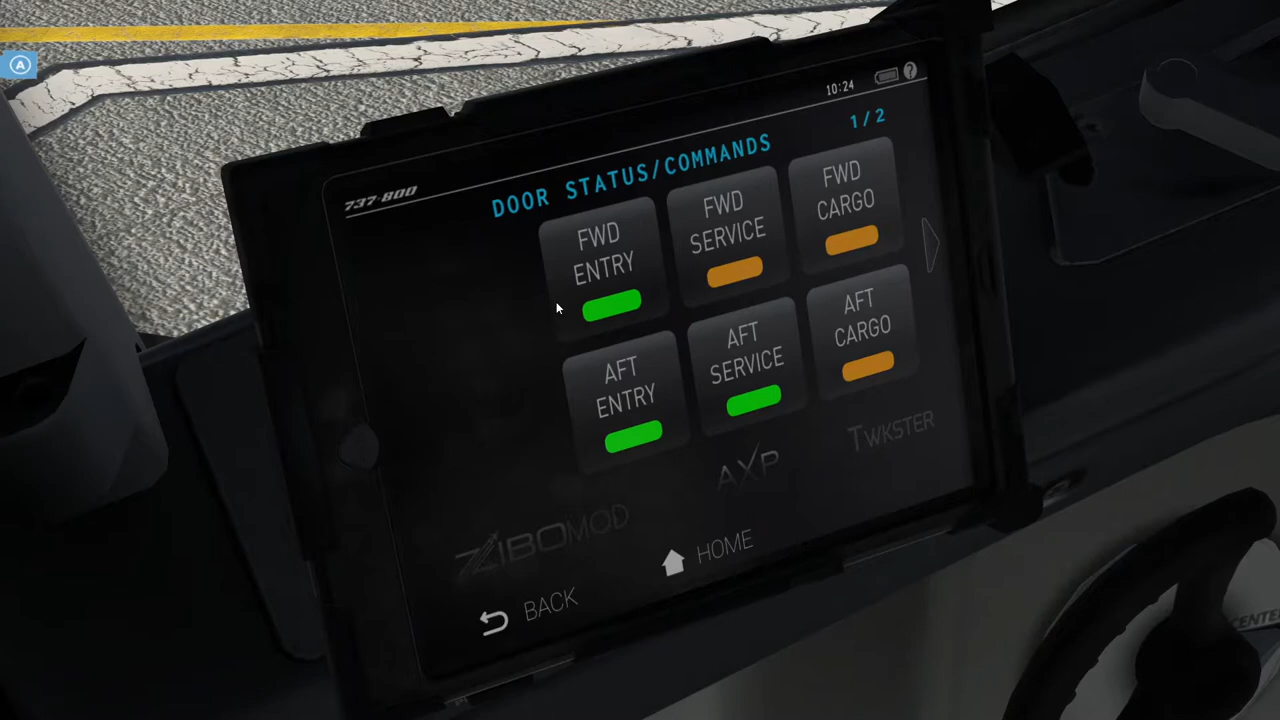 A
10:24
737-800
1/2
DOOR STATUS/COMMANDS
FWD
ENTRY
FWD
SERVICE
FWD
CARGO
AFT
ENTRY
AFT
SERVICE
AFT
CARGO
ZIBOMOD
AXP
TWKSTER
BACK
HOME
CENTER